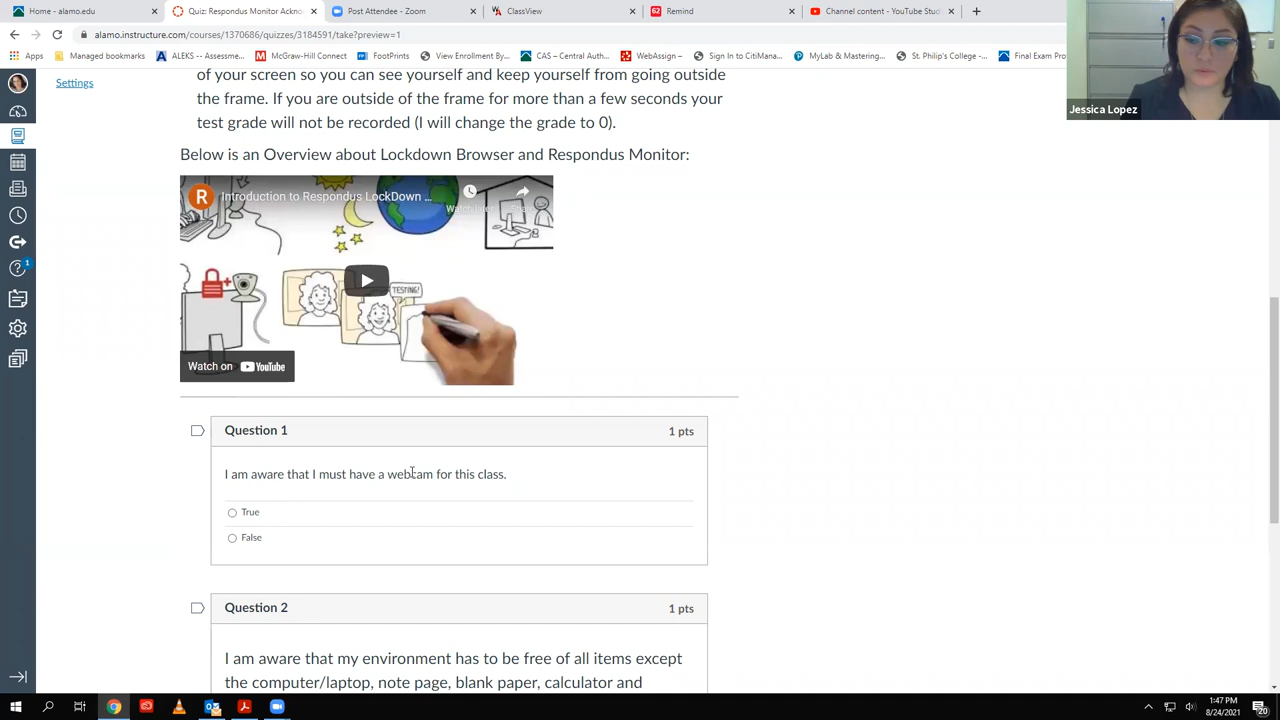 Home - alamo.edu
Quiz: Respondus Monitor Ackno
Post Attendee - Zoom
ClassView
Remind
Channel content - YouTube Stud
alamo.instructure.com/courses/1370686/quizzes/3184591/take?preview=1
Apps
Managed bookmarks
ALEKS -- Central A...
McGraw-Hill Connect
FootPrints
View Enrollment By...
CAS – Central Auth...
WebAssign –
Sign In to CitiMana...
MyLab & Mastering...
St. Philip's College -...
Final Exam Pro
Jessica Lopez
Settings
of your screen so you can see yourself and keep yourself from going outside
the frame. If you are outside of the frame for more than a few seconds your
test grade will not be recorded (I will change the grade to 0).
Below is an Overview about Lockdown Browser and Respondus Monitor:
R
Introduction to Respondus LockDown ...
Watch later
TESTING!
Watch on YouTube
Question 1
1 pts
I am aware that I must have a webcam for this class.
True
False
Question 2
1 pts
I am aware that my environment has to be free of all items except
the computer/laptop, note page, blank paper, calculator and
1:47 PM
8/24/2021
20